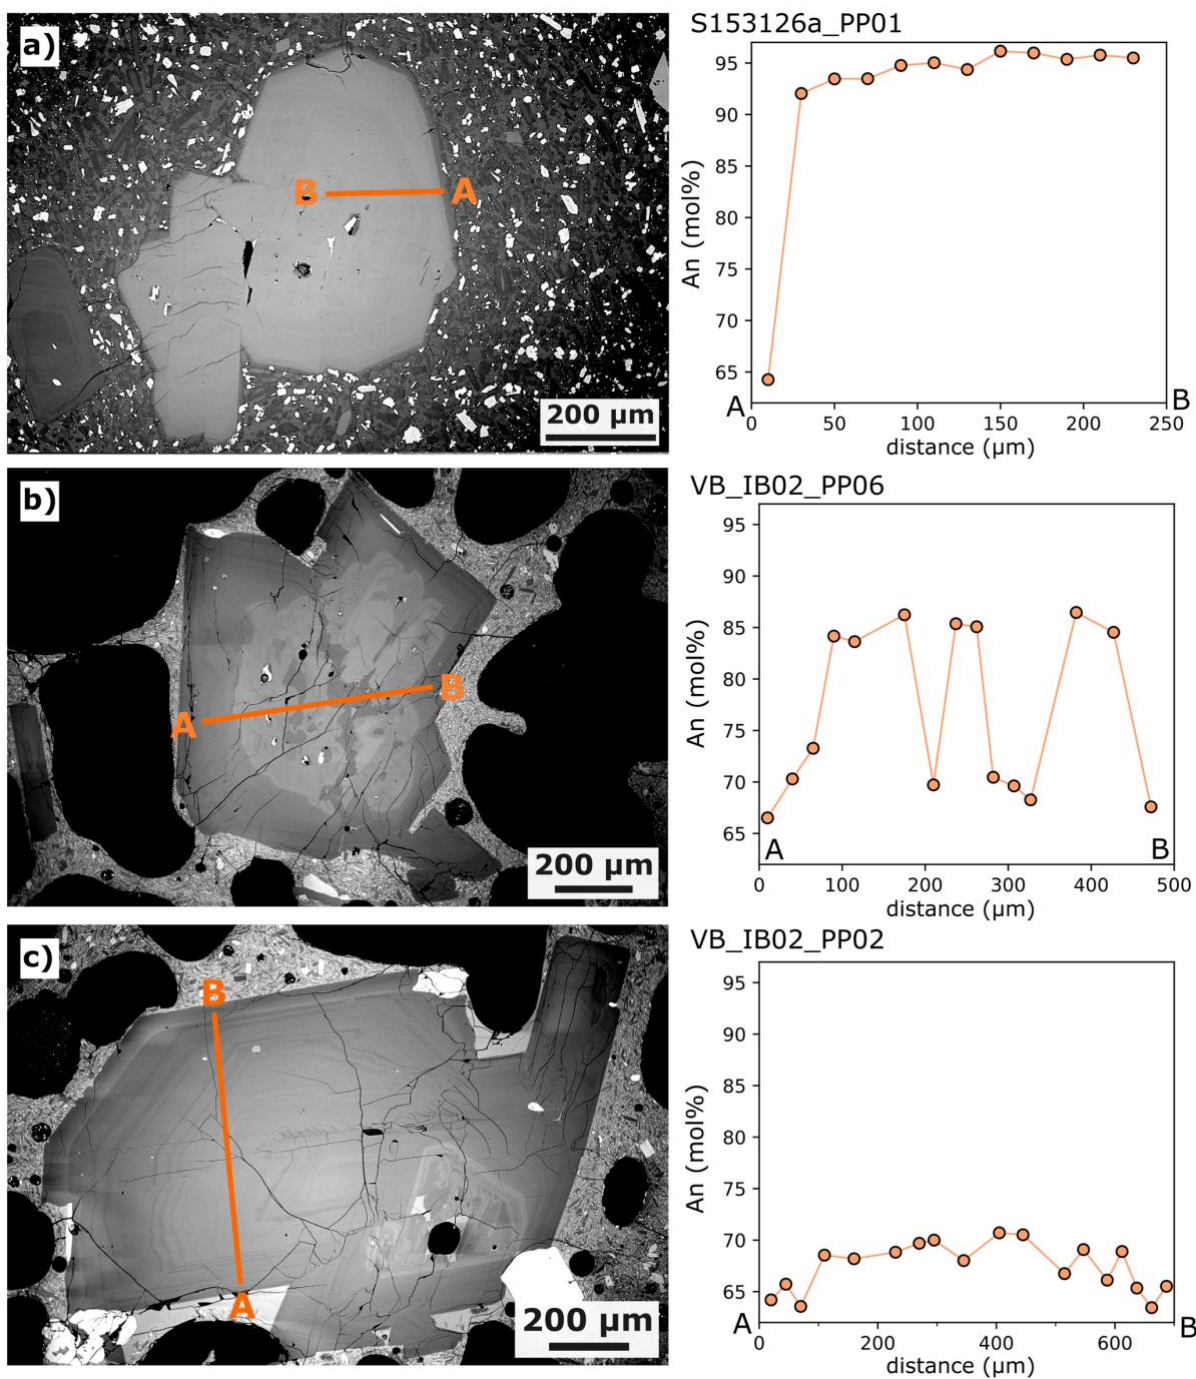 a)
B
A
200 µm
S153126a_PP01
An (mol%)
95
90
85
80
75
70
65
A
B
0 50 100 150 200 250
distance (µm)
b)
A
B
200 µm
VB_IB02_PP06
An (mol%)
95
90
85
80
75
70
65
A
B
0 100 200 300 400 500
distance (µm)
c)
B
A
200 µm
VB_IB02_PP02
An (mol%)
95
90
85
80
75
70
65
A
B
0 200 400 600
distance (µm)